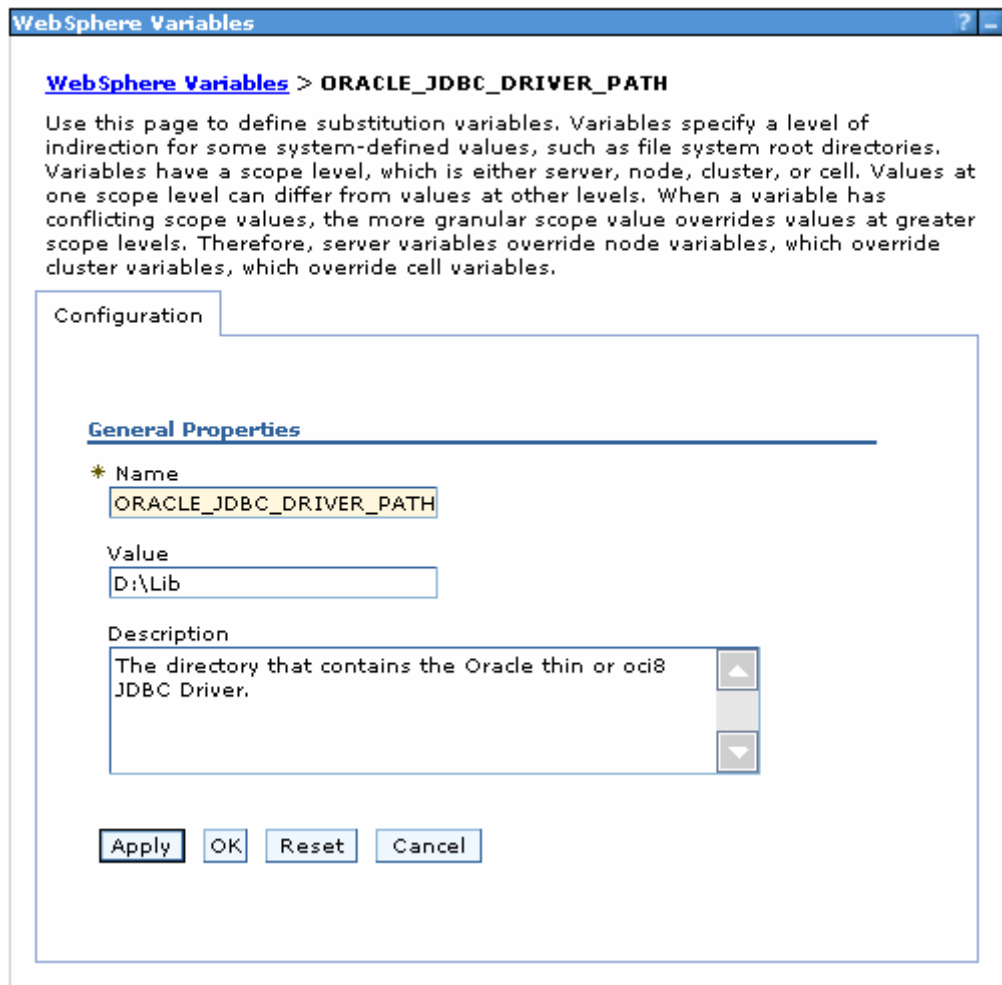 WebSphere Variables ? –
WebSphere Variables > ORACLE_JDBC_DRIVER_PATH
Use this page to define substitution variables. Variables specify a level of
indirection for some system-defined values, such as file system root directories.
Variables have a scope level, which is either server, node, cluster, or cell. Values at
one scope level can differ from values at other levels. When a variable has
conflicting scope values, the more granular scope value overrides values at greater
scope levels. Therefore, server variables override node variables, which override
cluster variables, which override cell variables.
Configuration
General Properties
* Name
ORACLE_JDBC_DRIVER_PATH
Value
D:\Lib
Description
The directory that contains the Oracle thin or oci8
JDBC Driver.
Apply OK Reset Cancel